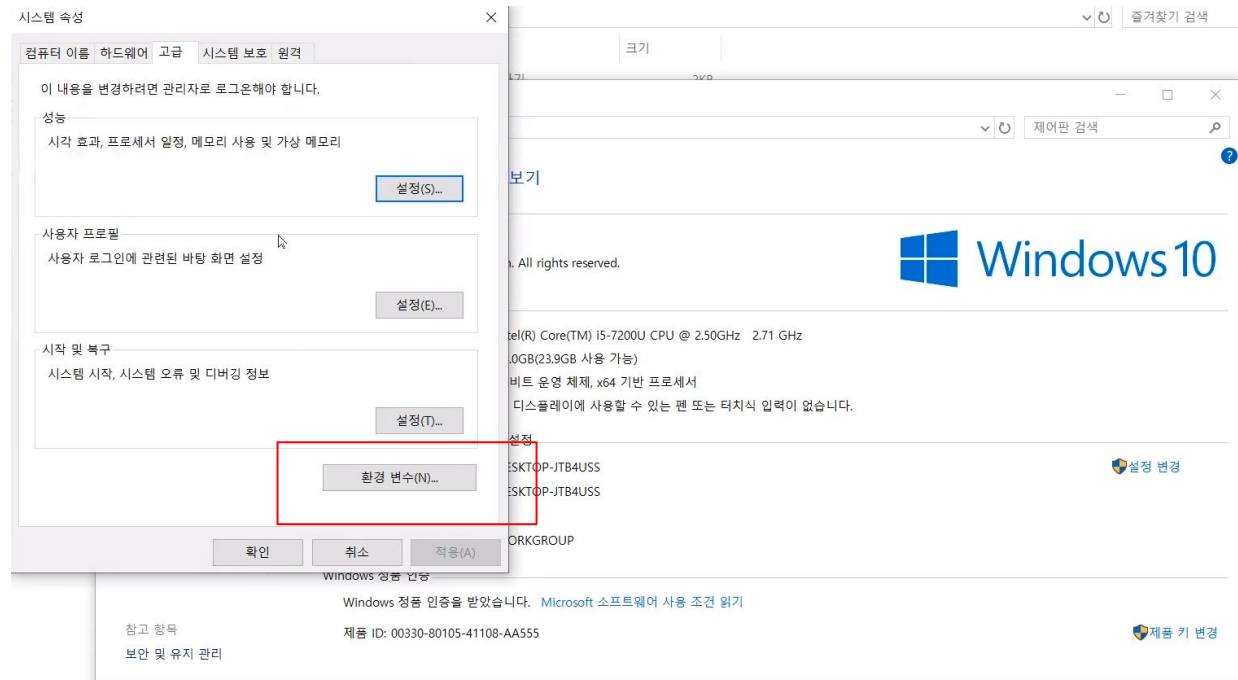 시스템 속성
즐겨찾기 검색
컴퓨터 이름 하드웨어 고급 시스템 보호 원격
크기
이 내용을 변경하려면 관리자로 로그온해야 합니다.
제어판 검색
성능
시각 효과, 프로세서 일정, 메모리 사용 및 가상 메모리
설정(S)...
보기
사용자 프로필
사용자 로그인에 관련된 바탕 화면 설정
설정(E)...
. All rights reserved.
Windows 10
시작 및 복구
시스템 시작, 시스템 오류 및 디버깅 정보
설정(T)...
tel(R) Core(TM) i5-7200U CPU @ 2.50GHz 2.71 GHz
.0GB(23.9GB 사용 가능)
비트 운영 체제, x64 기반 프로세서
디스플레이에 사용할 수 있는 펜 또는 터치식 입력이 없습니다.
설정
환경 변수(N)...
ESKTOP-JTB4USS
설정 변경
ESKTOP-JTB4USS
ORKGROUP
확인 취소 적용(A)
Windows 정품 인증
Windows 정품 인증을 받았습니다. Microsoft 소프트웨어 사용 조건 읽기
참고 항목
제품 ID: 00330-80105-41108-AA555
제품 키 변경
보안 및 유지 관리